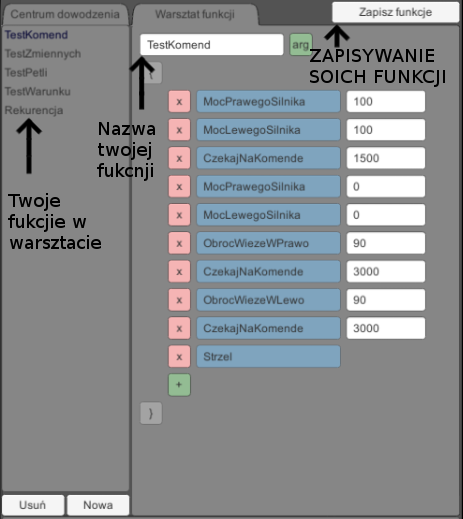 Centrum dowodzenia
Warsztat funkcji
Zapisz funkcje
TestKomend
TestZmiennych
TestPetli
TestWarunku
Rekurencja
TestKomend
arg
ZAPISYWANIE
SOICH FUNKCJI
{
Nazwa
twojej
fukcnji
Twoje
fukcjie w
warsztacie
x MocPrawegoSilnika 100
x MocLewegoSilnika 100
x CzekajNaKomende 1500
x MocPrawegoSilnika 0
x MocLewegoSilnika 0
x ObrocWiezeWPrawo 90
x CzekajNaKomende 3000
x ObrocWiezeWLewo 90
x CzekajNaKomende 3000
x Strzel
+
}
Usuń
Nowa